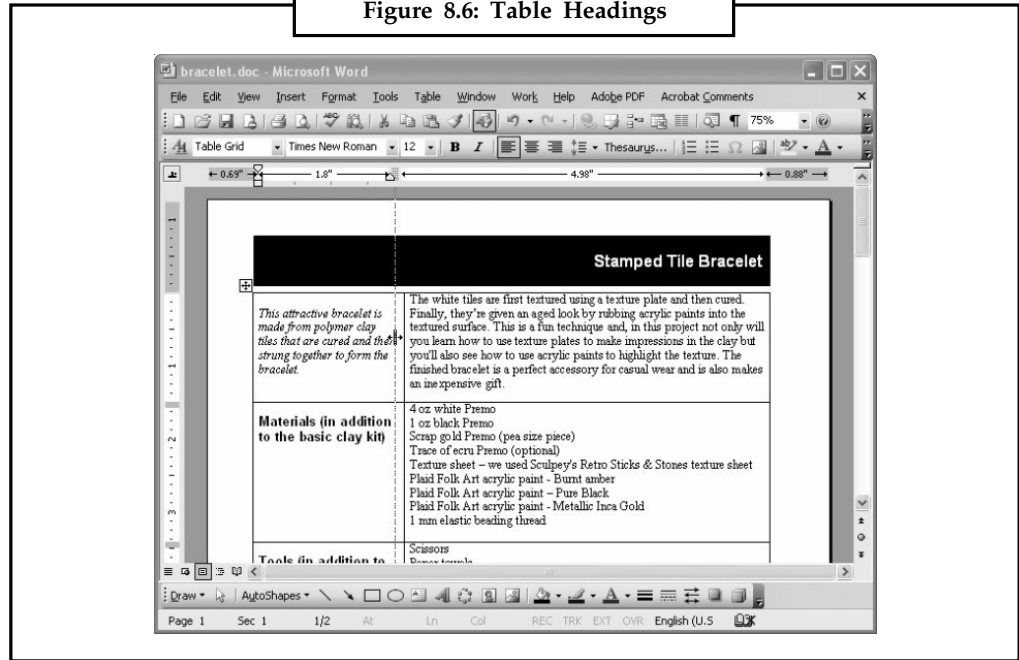 Figure 8.6: Table Headings
bracelet.doc - Microsoft Word
File Edit View Insert Format Tools Table Window Work Help Adobe PDF Acrobat Comments
75%
Table Grid Times New Roman 12 B I Thesaurus... A
0.69" 1.8" 4.98" 0.88"
Stamped Tile Bracelet
This attractive bracelet is
made from polymer clay
tiles that are cured and then
strung together to form the
bracelet.
The white tiles are first textured using a texture plate and then cured.
Finally, they're given an aged look by rubbing acrylic paints into the
textured surface. This is a fun technique and, in this project not only will
you learn how to use texture plates to make impressions in the clay but
you'll also see how to use acrylic paints to highlight the texture. The
finished bracelet is a perfect accessory for casual wear and is also makes
an inexpensive gift.
Materials (in addition
to the basic clay kit)
4 oz white Premo
1 oz black Premo
Scrap gold Premo (pea size piece)
Trace of ecru Premo (optional)
Texture sheet – we used Sculpey's Retro Sticks & Stones texture sheet
Plaid Folk Art acrylic paint - Burnt amber
Plaid Folk Art acrylic paint – Pure Black
Plaid Folk Art acrylic paint - Metallic Inca Gold
1 mm elastic beading thread
Tools (in addition to
Scissors
Paper towels
Draw AutoShapes
Page 1 Sec 1 1/2 At Ln Col REC TRK EXT OVR English (U.S